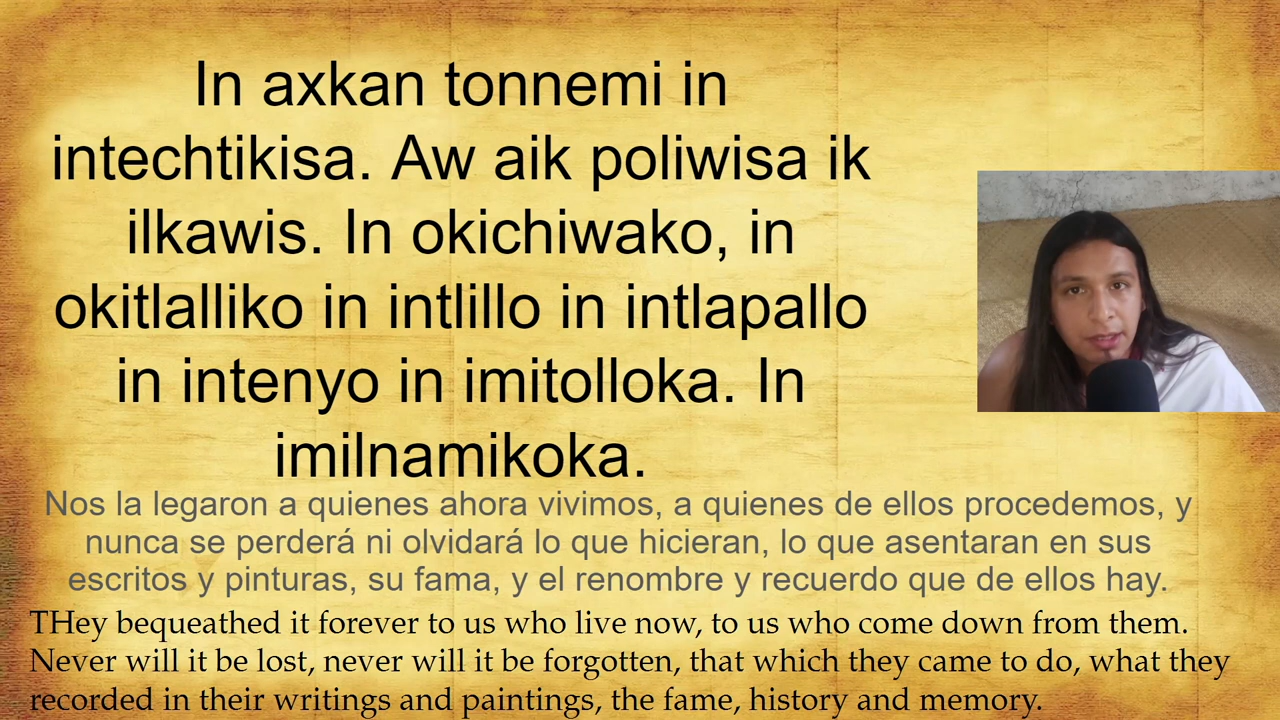 In axkan tonnemi in
intechtikisa. Aw aik poliwisa ik
ilkawis. In okichiwako, in
okitlalliko in intlillo in intlapallo
in intenyo in imitolloka. In
imilnamikoka.
Nos la legaron a quienes ahora vivimos, a quienes de ellos procedemos, y
nunca se perderá ni olvidará lo que hicieran, lo que asentaran en sus
escritos y pinturas, su fama, y el renombre y recuerdo que de ellos hay.
THey bequeathed it forever to us who live now, to us who come down from them.
Never will it be lost, never will it be forgotten, that which they came to do, what they
recorded in their writings and paintings, the fame, history and memory.